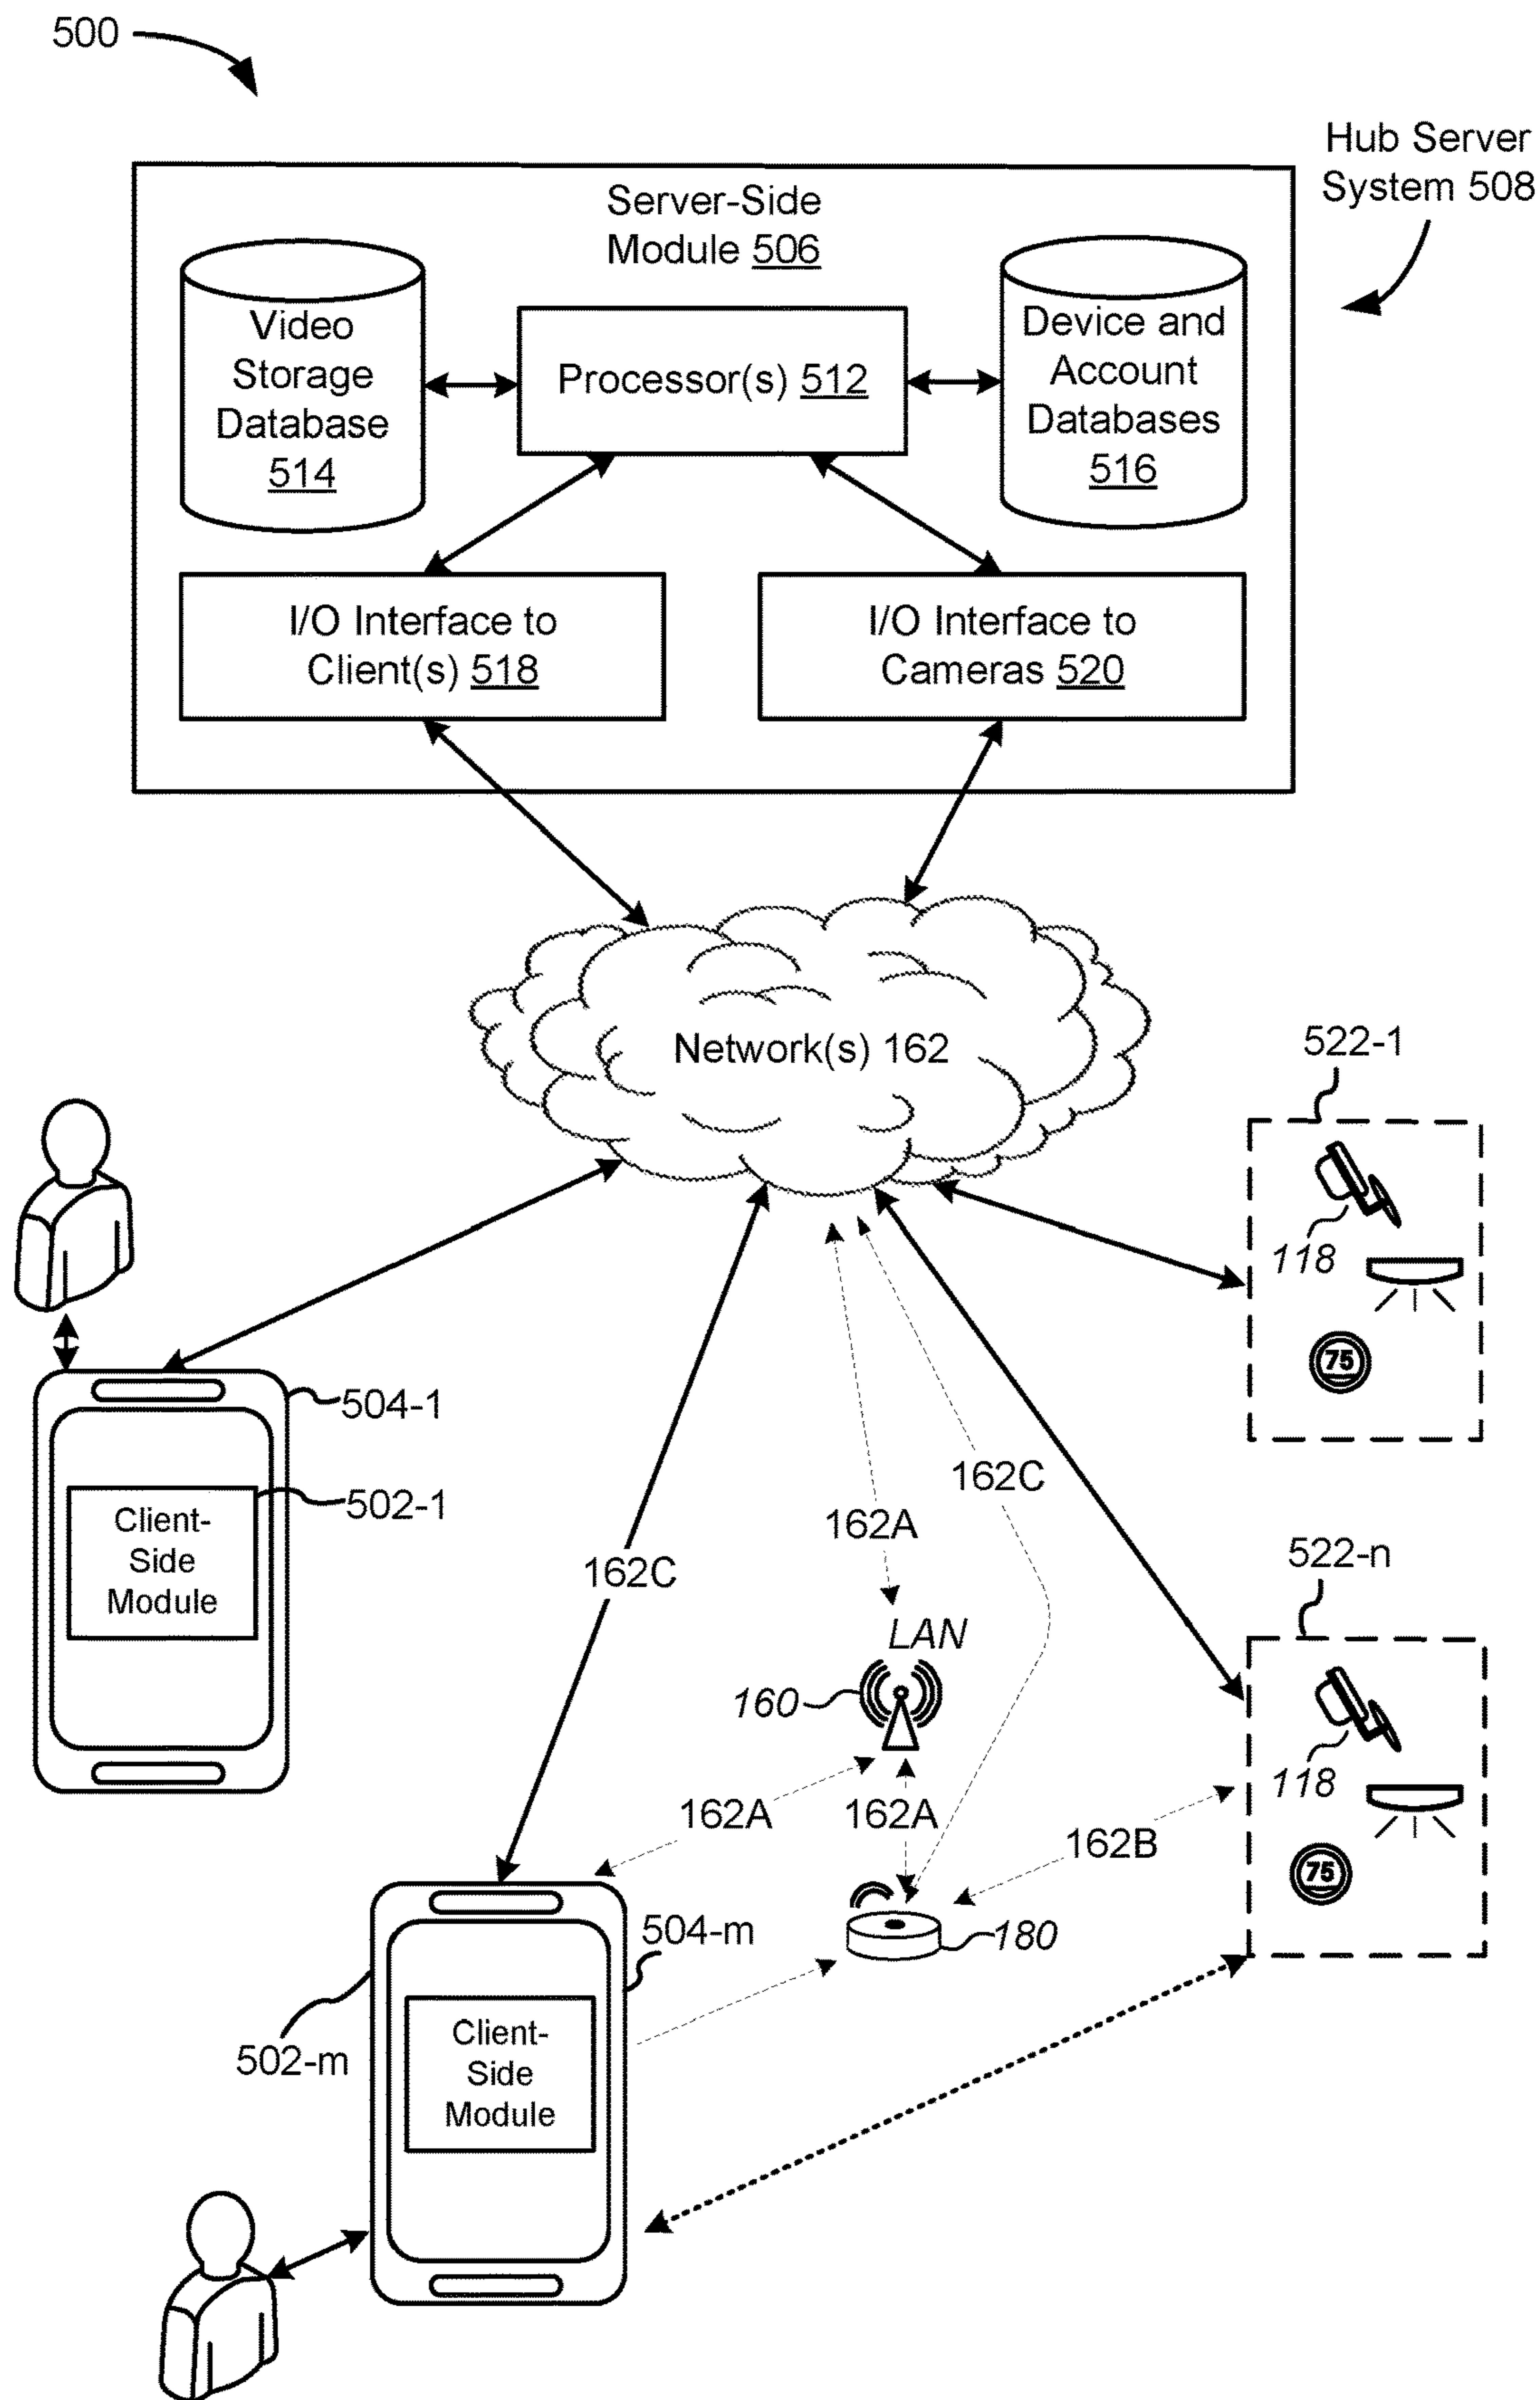 500
Hub Server
System 508
Server-Side
Module 506
Video
Storage
Database
514
Processor(s) 512
Device and
Account
Databases
516
I/O Interface to
Client(s) 518
I/O Interface to
Cameras 520
Network(s) 162
522-1
118
75
504-1
502-1
Client-
Side
Module
162C
162A
162C
LAN
160
522-n
118
75
162A
162A
162B
180
504-m
502-m
Client-
Side
Module